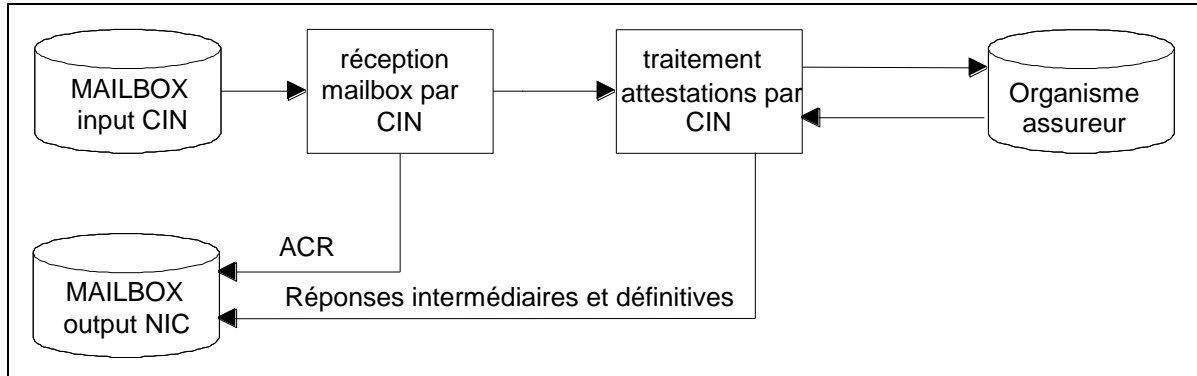 MAILBOX
input CIN
réception
mailbox par
CIN
traitement
attestations par
CIN
Organisme
assureur
ACR
MAILBOX
output NIC
Réponses intermédiaires et définitives